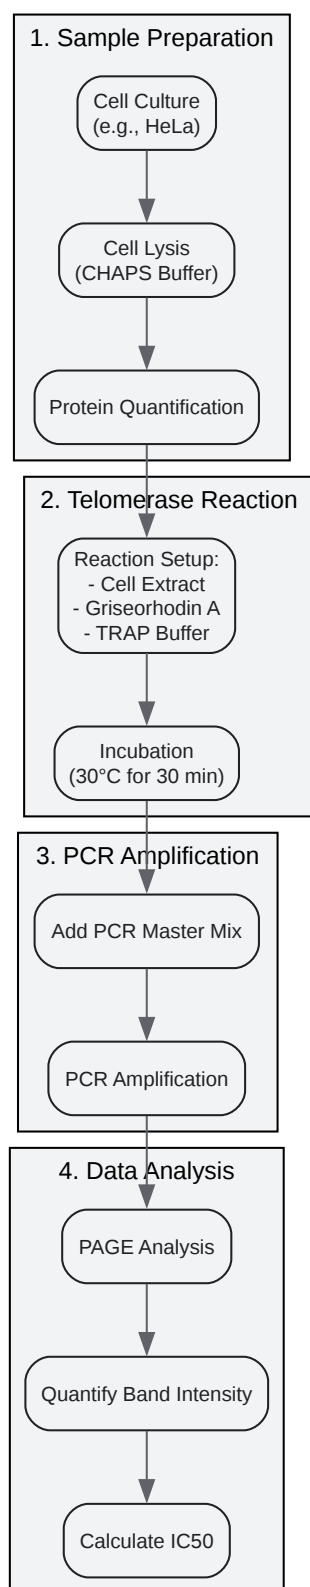 1. Sample Preparation
Cell Culture
(e.g., HeLa)
Cell Lysis
(CHAPS Buffer)
Protein Quantification
2. Telomerase Reaction
Reaction Setup:
- Cell Extract
- Griseorhodin A
- TRAP Buffer
Incubation
(30°C for 30 min)
3. PCR Amplification
Add PCR Master Mix
PCR Amplification
4. Data Analysis
PAGE Analysis
Quantify Band Intensity
Calculate IC50